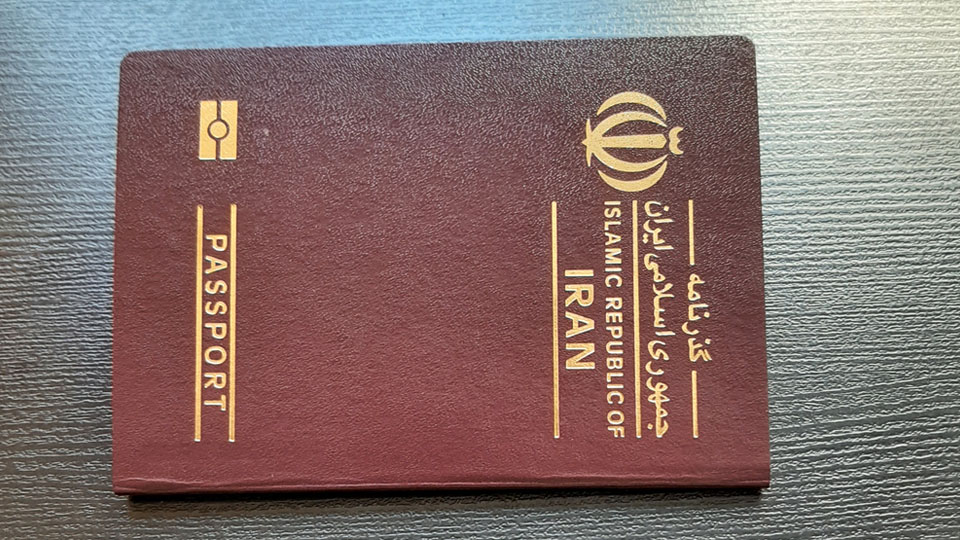 گذرنامه
جمهوری اسلامی ایران
ISLAMIC REPUBLIC OF
IRAN
PASSPORT